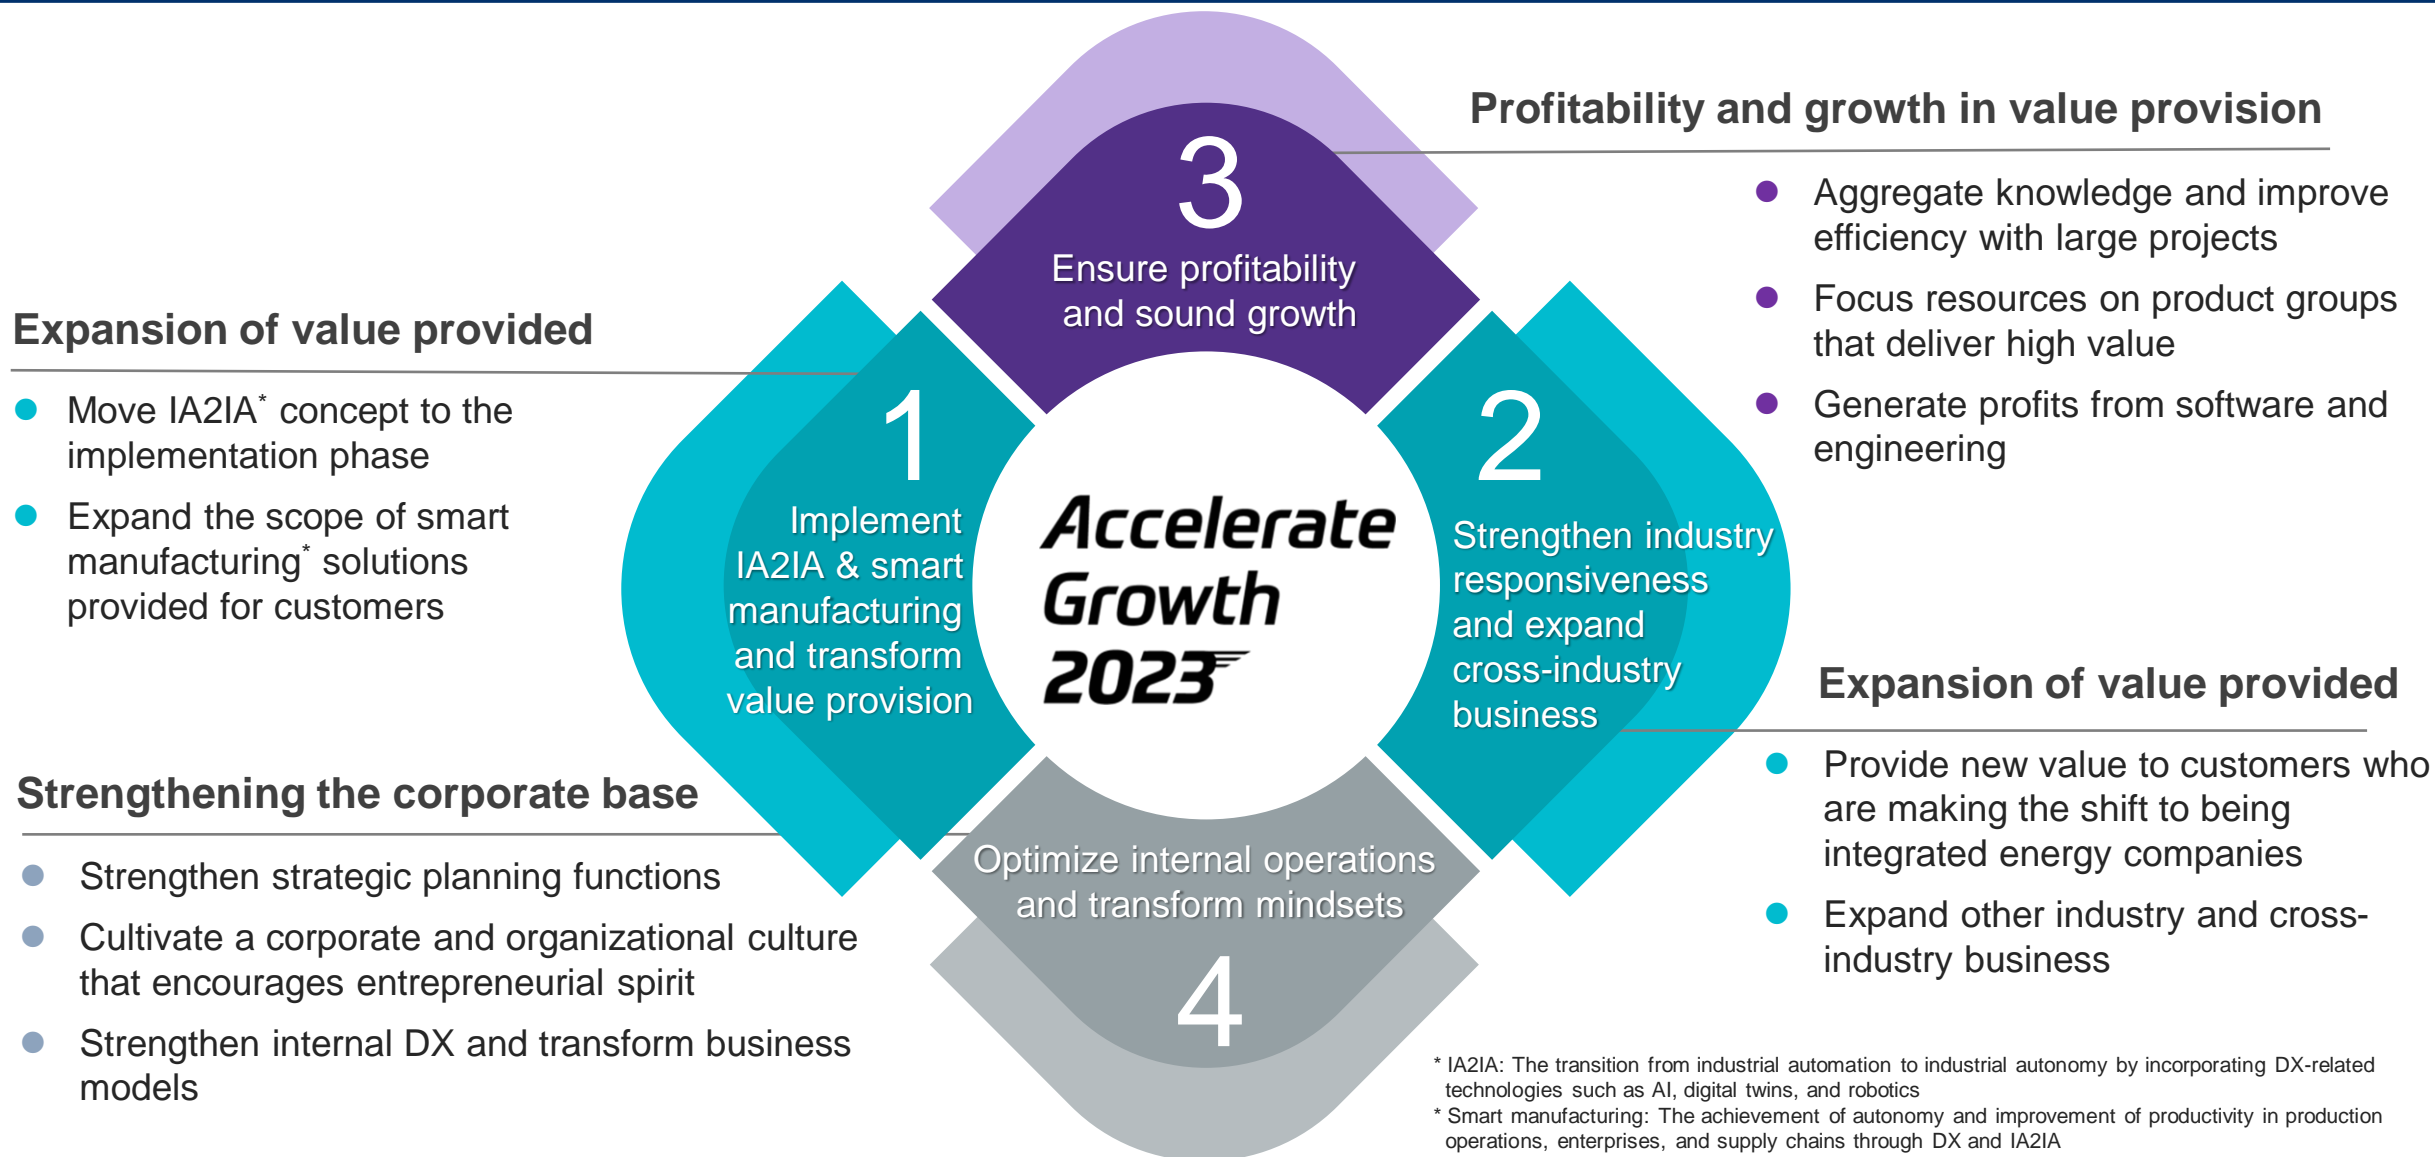 Expansion of value provided
● Move IA2IA* concept to the
implementation phase
● Expand the scope of smart
manufacturing* solutions
provided for customers
1
Implement
IA2IA & smart
manufacturing
and transform
value provision
Accelerate
Growth
2023
2
Strengthen industry
responsiveness
and expand
cross-industry
business
Expansion of value provided
● Provide new value to customers who
are making the shift to being
integrated energy companies
● Expand other industry and cross-
industry business
3
Ensure profitability
and sound growth
Profitability and growth in value provision
● Aggregate knowledge and improve
efficiency with large projects
● Focus resources on product groups
that deliver high value
● Generate profits from software and
engineering
Optimize internal operations
and transform mindsets
4
Strengthening the corporate base
● Strengthen strategic planning functions
● Cultivate a corporate and organizational culture
that encourages entrepreneurial spirit
● Strengthen internal DX and transform business
models
* IA2IA: The transition from industrial automation to industrial autonomy by incorporating DX-related
technologies such as AI, digital twins, and robotics
* Smart manufacturing: The achievement of autonomy and improvement of productivity in production
operations, enterprises, and supply chains through DX and IA2IA